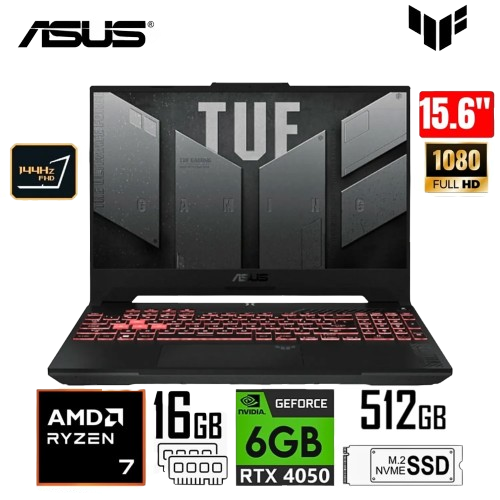 ASUS®
TUF
15.6"
144Hz
FHD
1080
FULL HD
GAMING
ASUS
AMD
RYZEN
7
16GB
NVIDIA.
GEFORCE
6GB
RTX 4050
512GB
M.2
NVME SSD